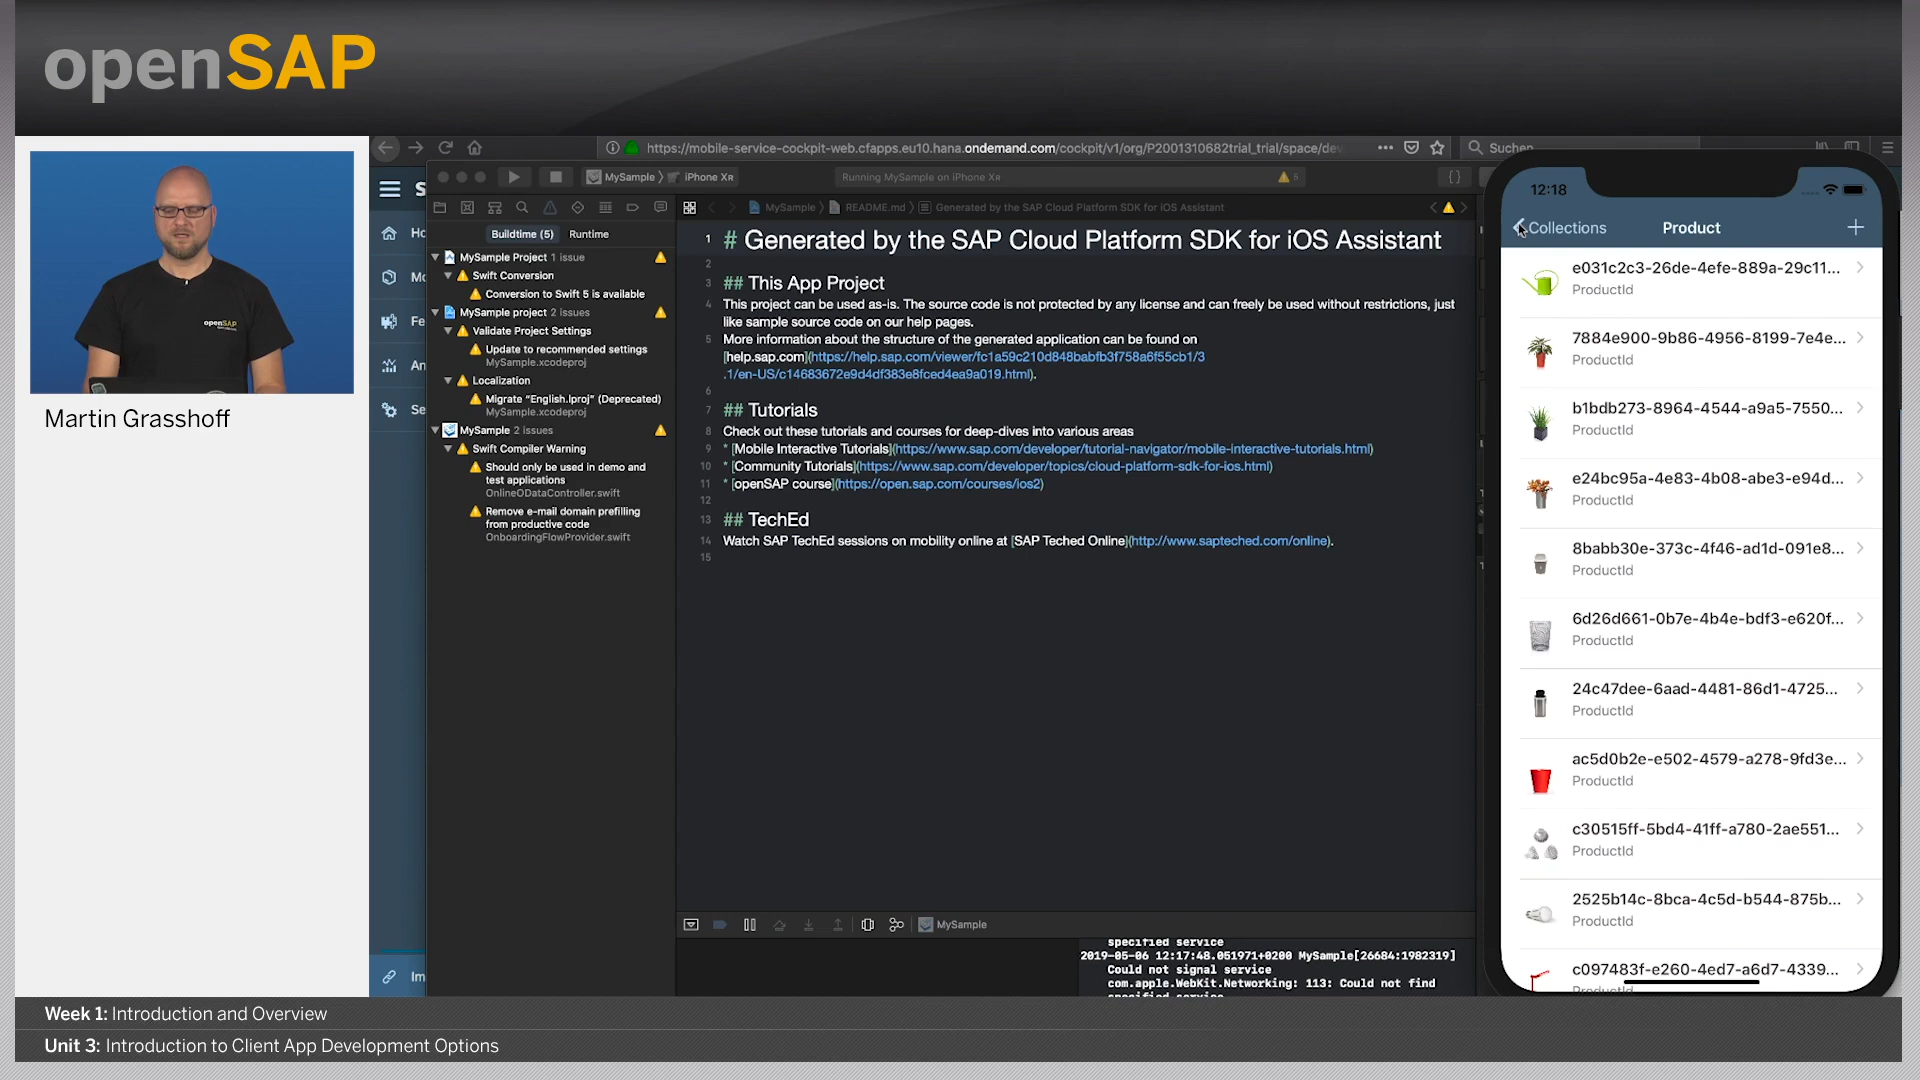 openSAP
https://mobile-service-cockpit-web.cfapps.eu10.hana.ondemand.com/cockpit/v1/org/P2001310682trial_trial/space/de
Suchen
MySample
iPhone XR
Running MySample on iPhone XR
5
MySample
README.md
Generated by the SAP Cloud Platform SDK for iOS Assistant
Buildtime (5)
Runtime
MySample Project 1 issue
Swift Conversion
Conversion to Swift 5 is available
MySample project 2 issues
Validate Project Settings
Update to recommended settings
MySample.xcodeproj
Localization
Migrate "English.lproj" (Deprecated)
MySample.xcodeproj
MySample 2 issues
Swift Compiler Warning
Should only be used in demo and
test applications
OnlineODataController.swift
Remove e-mail domain prefilling
from productive code
OnboardingFlowProvider.swift
1 # Generated by the SAP Cloud Platform SDK for iOS Assistant
2
3 ## This App Project
4 This project can be used as-is. The source code is not protected by any license and can freely be used without restrictions, just
like sample source code on our help pages.
5 More information about the structure of the generated application can be found on
[help.sap.com](https://help.sap.com/viewer/fc1a59c210d848babfb3f758a6f55cb1/3
.1/en-US/c14683672e9d4df383e8fced4ea9a019.html).
6
7 ## Tutorials
8 Check out these tutorials and courses for deep-dives into various areas
9 * [Mobile Interactive Tutorials](https://www.sap.com/developer/tutorial-navigator/mobile-interactive-tutorials.html)
10 * [Community Tutorials](https://www.sap.com/developer/topics/cloud-platform-sdk-for-ios.html)
11 * [openSAP course](https://open.sap.com/courses/ios2)
12
13 ## TechEd
14 Watch SAP TechEd sessions on mobility online at [SAP Teched Online](http://www.sapteched.com/online).
15
MySample
specified service
2019-05-06 12:17:48.051971+0200 MySample[26684:1982319]
Could not signal service
com.apple.WebKit.Networking: 113: Could not find
specified service
12:18
Collections
Product
e031c2c3-26de-4efe-889a-29c11...
ProductId
7884e900-9b86-4956-8199-7e4e...
ProductId
b1bdb273-8964-4544-a9a5-7550...
ProductId
e24bc95a-4e83-4b08-abe3-e94d...
ProductId
8babb30e-373c-4f46-ad1d-091e8...
ProductId
6d26d661-0b7e-4b4e-bdf3-e620f...
ProductId
24c47dee-6aad-4481-86d1-4725...
ProductId
ac5d0b2e-e502-4579-a278-9fd3e...
ProductId
c30515ff-5bd4-41ff-a780-2ae551...
ProductId
2525b14c-8bca-4c5d-b544-875b...
ProductId
c097483f-e260-4ed7-a6d7-4339...
ProductId
S
Ho
Mo
Fe
An
Se
Im
openSAP
Martin Grasshoff
Week 1: Introduction and Overview
Unit 3: Introduction to Client App Development Options